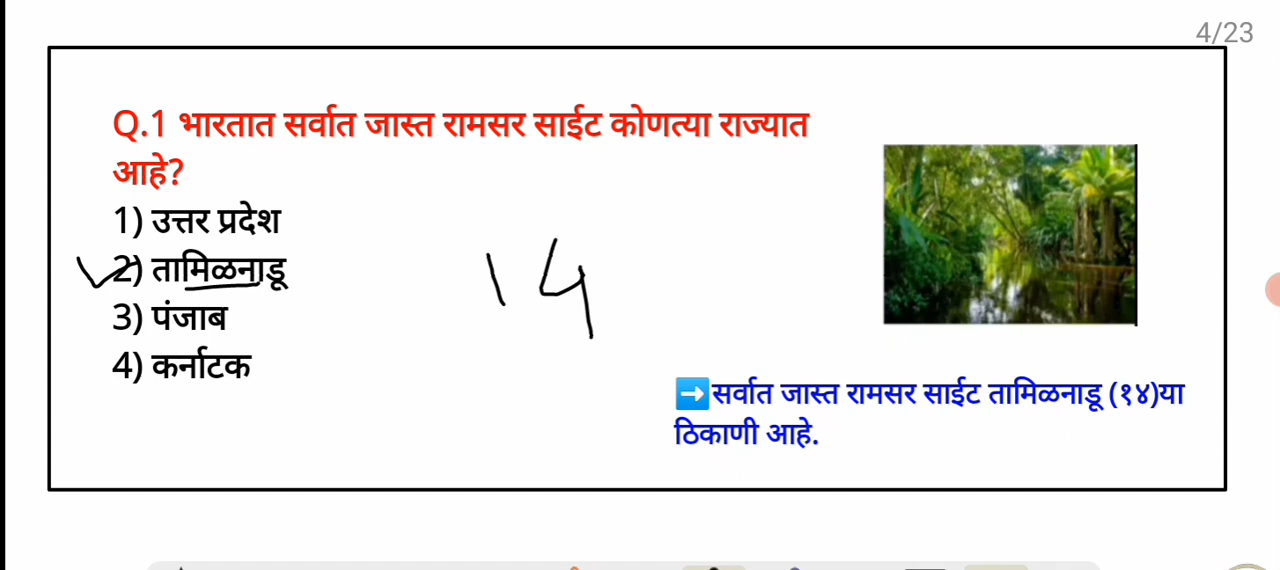 4/23
Q.1 भारतात सर्वात जास्त रामसर साईट कोणत्या राज्यात
आहे?
1) उत्तर प्रदेश
2) तामिळनाडू
3) पंजाब
4) कर्नाटक
14
➡सर्वात जास्त रामसर साईट तामिळनाडू (१४)या
ठिकाणी आहे.